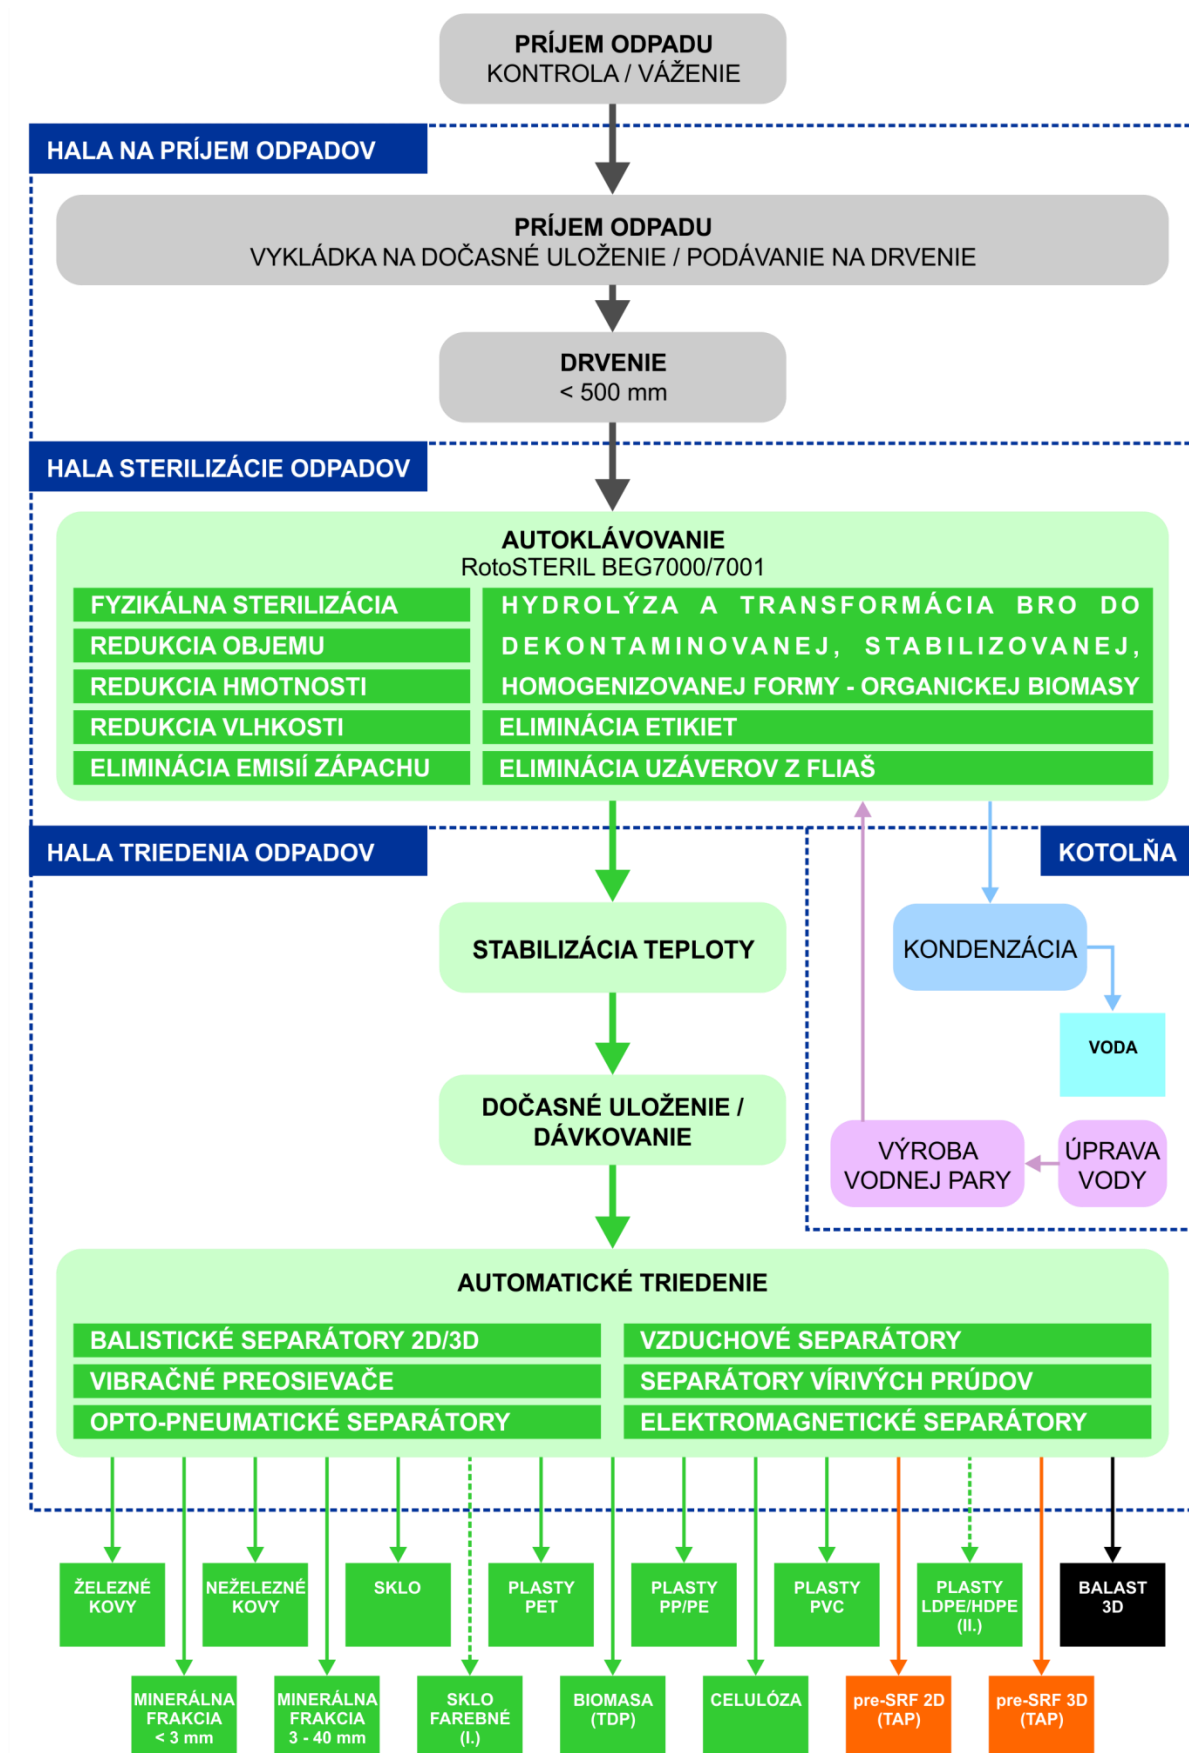 PRÍJEM ODPADU
KONTROLA / VÁŽENIE
HALA NA PRÍJEM ODPADOV
PRÍJEM ODPADU
VYKLÁDKA NA DOČASNÉ ULOŽENIE / PODÁVANIE NA DRVENIE
DRVENIE
< 500 mm
HALA STERILIZÁCIE ODPADOV
AUTOKLÁVOVANIE
RotoSTERIL BEG7000/7001
FYZIKÁLNA STERILIZÁCIA
REDUKCIA OBJEMU
REDUKCIA HMOTNOSTI
REDUKCIA VLHKOSTI
ELIMINÁCIA EMISIÍ ZÁPACHU
HYDROLÝZA A TRANSFORMÁCIA BRO DO
DEKONTAMINOVANEJ, STABILIZOVANEJ,
HOMOGENIZOVANEJ FORMY - ORGANICKEJ BIOMASY
ELIMINÁCIA ETIKIET
ELIMINÁCIA UZÁVEROV Z FLIAŠ
HALA TRIEDENIA ODPADOV
KOTOLŇA
STABILIZÁCIA TEPLOTY
KONDENZÁCIA
VODA
DOČASNÉ ULOŽENIE /
DÁVKOVANIE
VÝROBA
VODNEJ PARY
ÚPRAVA
VODY
AUTOMATICKÉ TRIEDENIE
BALISTICKÉ SEPARÁTORY 2D/3D
VIBRAČNÉ PREOSIEVAČE
OPTO-PNEUMATICKÉ SEPARÁTORY
VZDUCHOVÉ SEPARÁTORY
SEPARÁTORY VÍRIVÝCH PRÚDOV
ELEKTROMAGNETICKÉ SEPARÁTORY
ŽELEZNÉ
KOVY
NEŽELEZNÉ
KOVY
SKLO
PLASTY
PET
PLASTY
PP/PE
PLASTY
PVC
PLASTY
LDPE/HDPE
(II.)
BALAST
3D
MINERÁLNA
FRAKCIA
< 3 mm
MINERÁLNA
FRAKCIA
3 - 40 mm
SKLO
FAREBNÉ
(I.)
BIOMASA
(TDP)
CELULÓZA
pre-SRF 2D
(TAP)
pre-SRF 3D
(TAP)